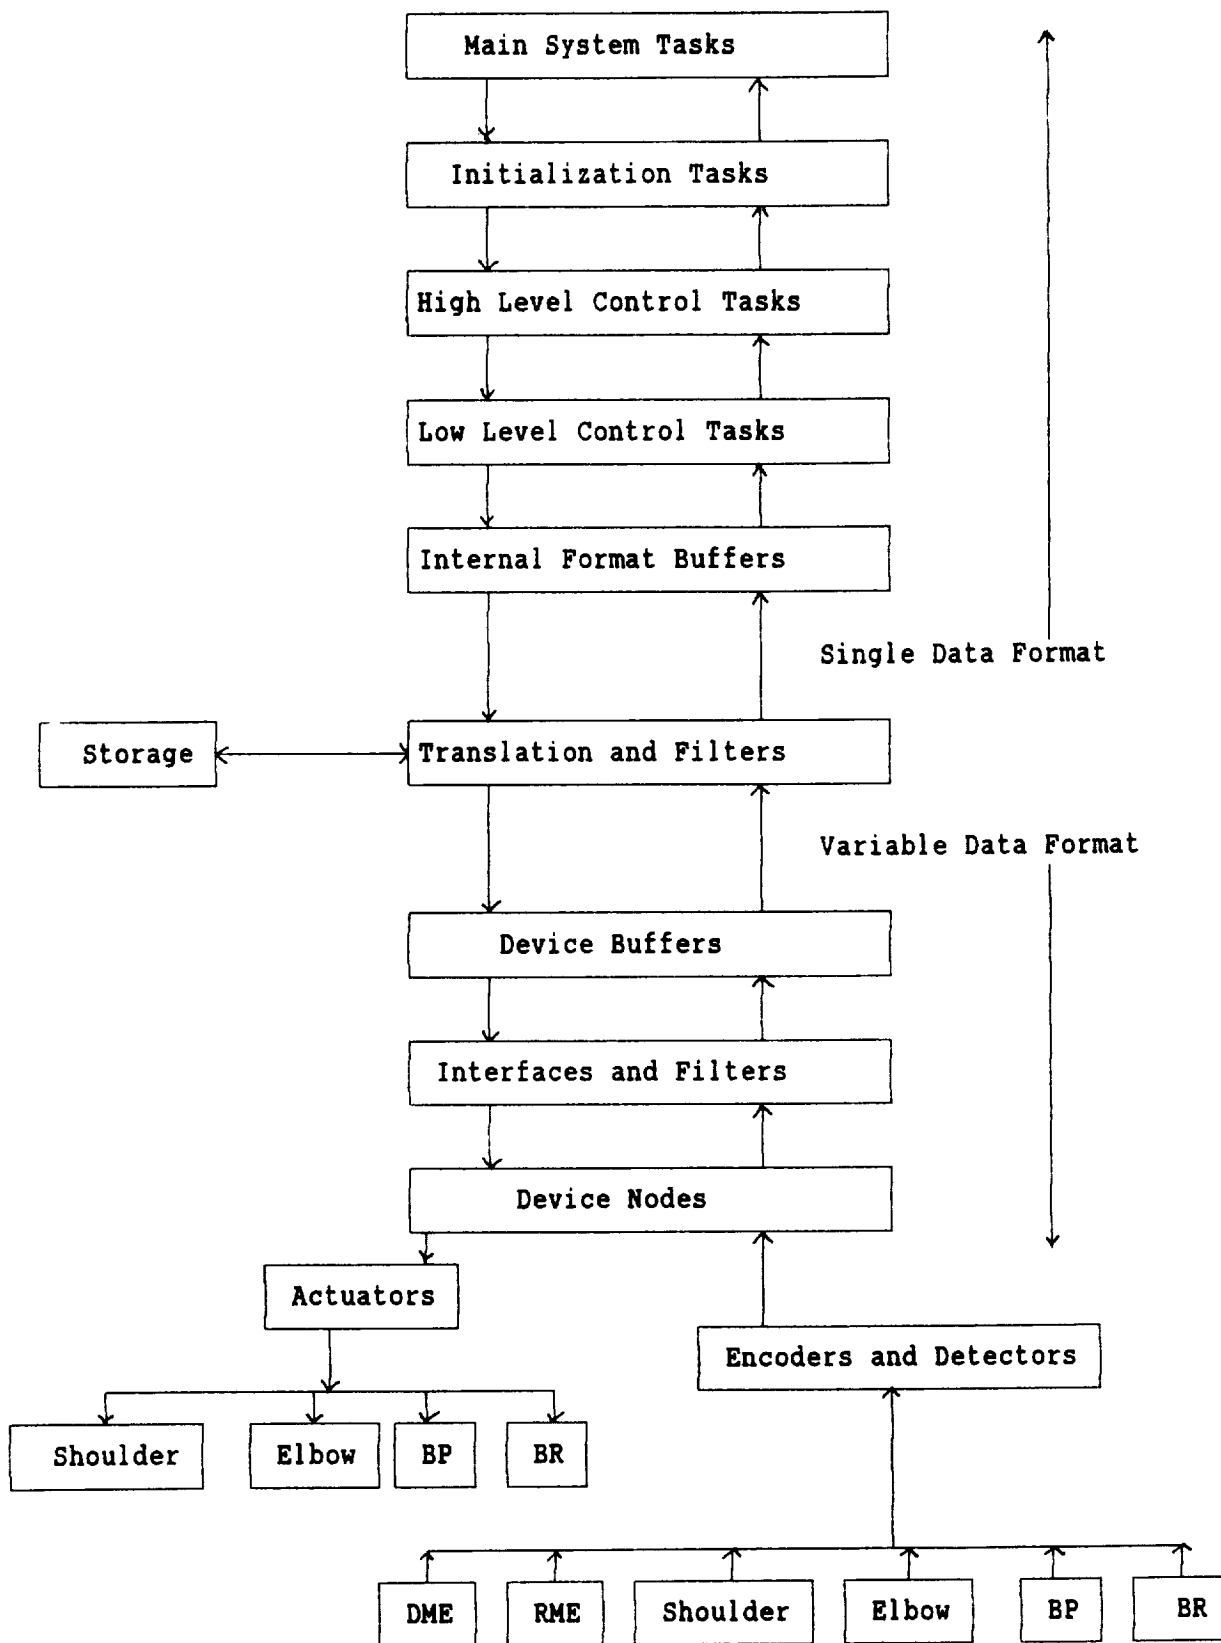 Main System Tasks
Initialization Tasks
High Level Control Tasks
Low Level Control Tasks
Internal Format Buffers
Single Data Format
Storage
Translation and Filters
Variable Data Format
Device Buffers
Interfaces and Filters
Device Nodes
Actuators
Encoders and Detectors
Shoulder
Elbow
BP
BR
DME
RME
Shoulder
Elbow
BP
BR